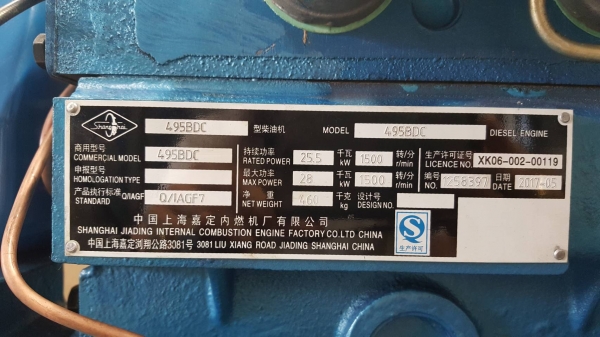 Shanghai
495BDC 型柴油机 MODEL 495BDC DIESEL ENGINE
商用型号 COMMERCIAL MODEL 495BDC
持续功率 RATED POWER 25.5 千瓦 kW 1500 转/分 r/min
生产许可证号 LICENCE NO. XK06-002-00119
申报型号 HOMOLOGATION TYPE
最大功率 MAX POWER 28 千瓦 kW 1500 转/分 r/min
编号 NO. 日期 DATE 2017-05
产品执行标准 STANDARD Q/IAGF Q/IAGF7
净重 NET WEIGHT 460 千克 kg
设计号 DESIGN NO.
中国上海嘉定内燃机厂有限公司
SHANGHAI JIADING INTERNAL COMBUSTION ENGINE FACTORY CO.LTD CHINA
中国上海嘉定浏翔公路3081号 3081 LIU XIANG ROAD JIADING SHANGHAI CHINA
生产许可